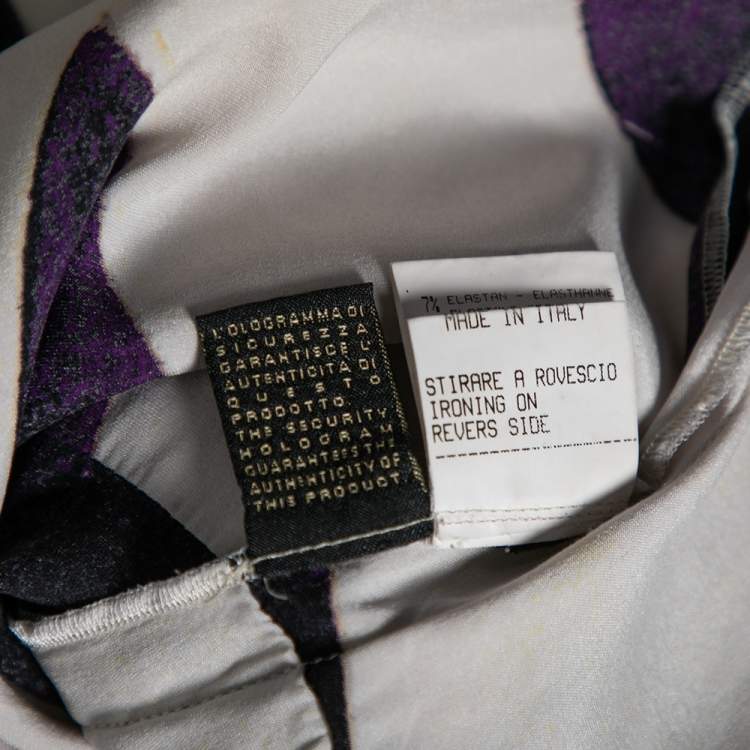 L'OLOGRAMMA DI
SICUREZZA
GARANTISCE L'
AUTENTICITA DI
QUESTO
PRODOTTO.
THE SECURITY
HOLOGRAM
GUARANTEES THE
AUTHENTICITY OF
THIS PRODUCT
7% ELASTAN - ELASTHANNE
MADE IN ITALY
STIRARE A ROVESCIO
IRONING ON
REVERS SIDE